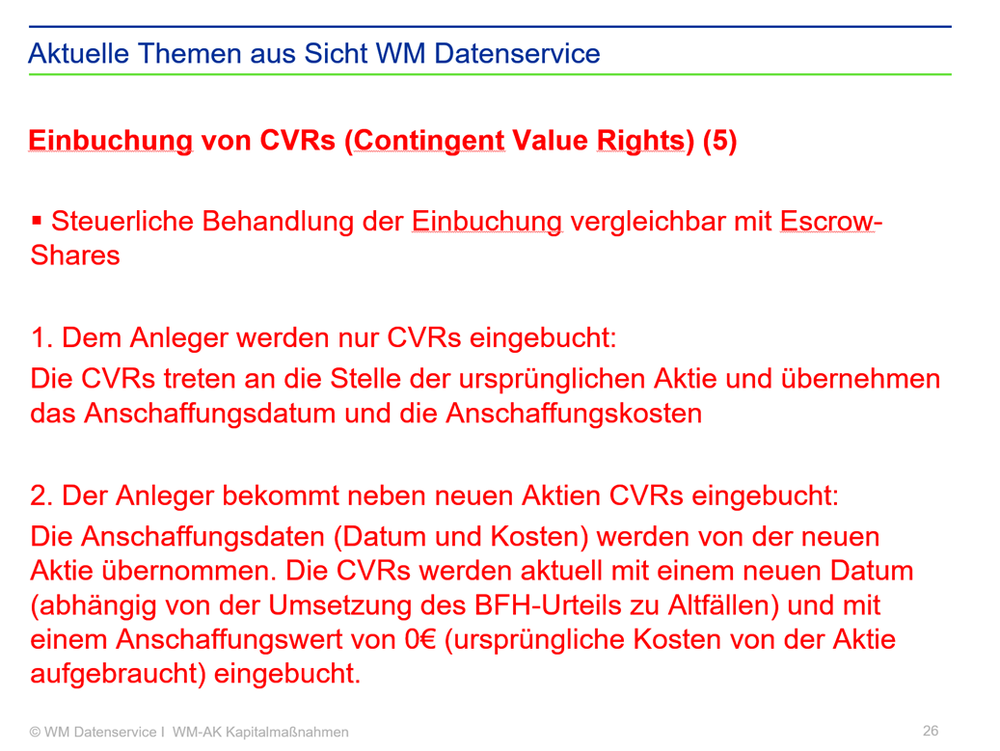 Aktuelle Themen aus Sicht WM Datenservice
Einbuchung von CVRs (Contingent Value Rights) (5)
▪ Steuerliche Behandlung der Einbuchung vergleichbar mit Escrow-
Shares
1. Dem Anleger werden nur CVRs eingebucht:
Die CVRs treten an die Stelle der ursprünglichen Aktie und übernehmen
das Anschaffungsdatum und die Anschaffungskosten
2. Der Anleger bekommt neben neuen Aktien CVRs eingebucht:
Die Anschaffungsdaten (Datum und Kosten) werden von der neuen
Aktie übernommen. Die CVRs werden aktuell mit einem neuen Datum
(abhängig von der Umsetzung des BFH-Urteils zu Altfällen) und mit
einem Anschaffungswert von 0€ (ursprüngliche Kosten von der Aktie
aufgebraucht) eingebucht.
© WM Datenservice I WM-AK Kapitalmaßnahmen
26